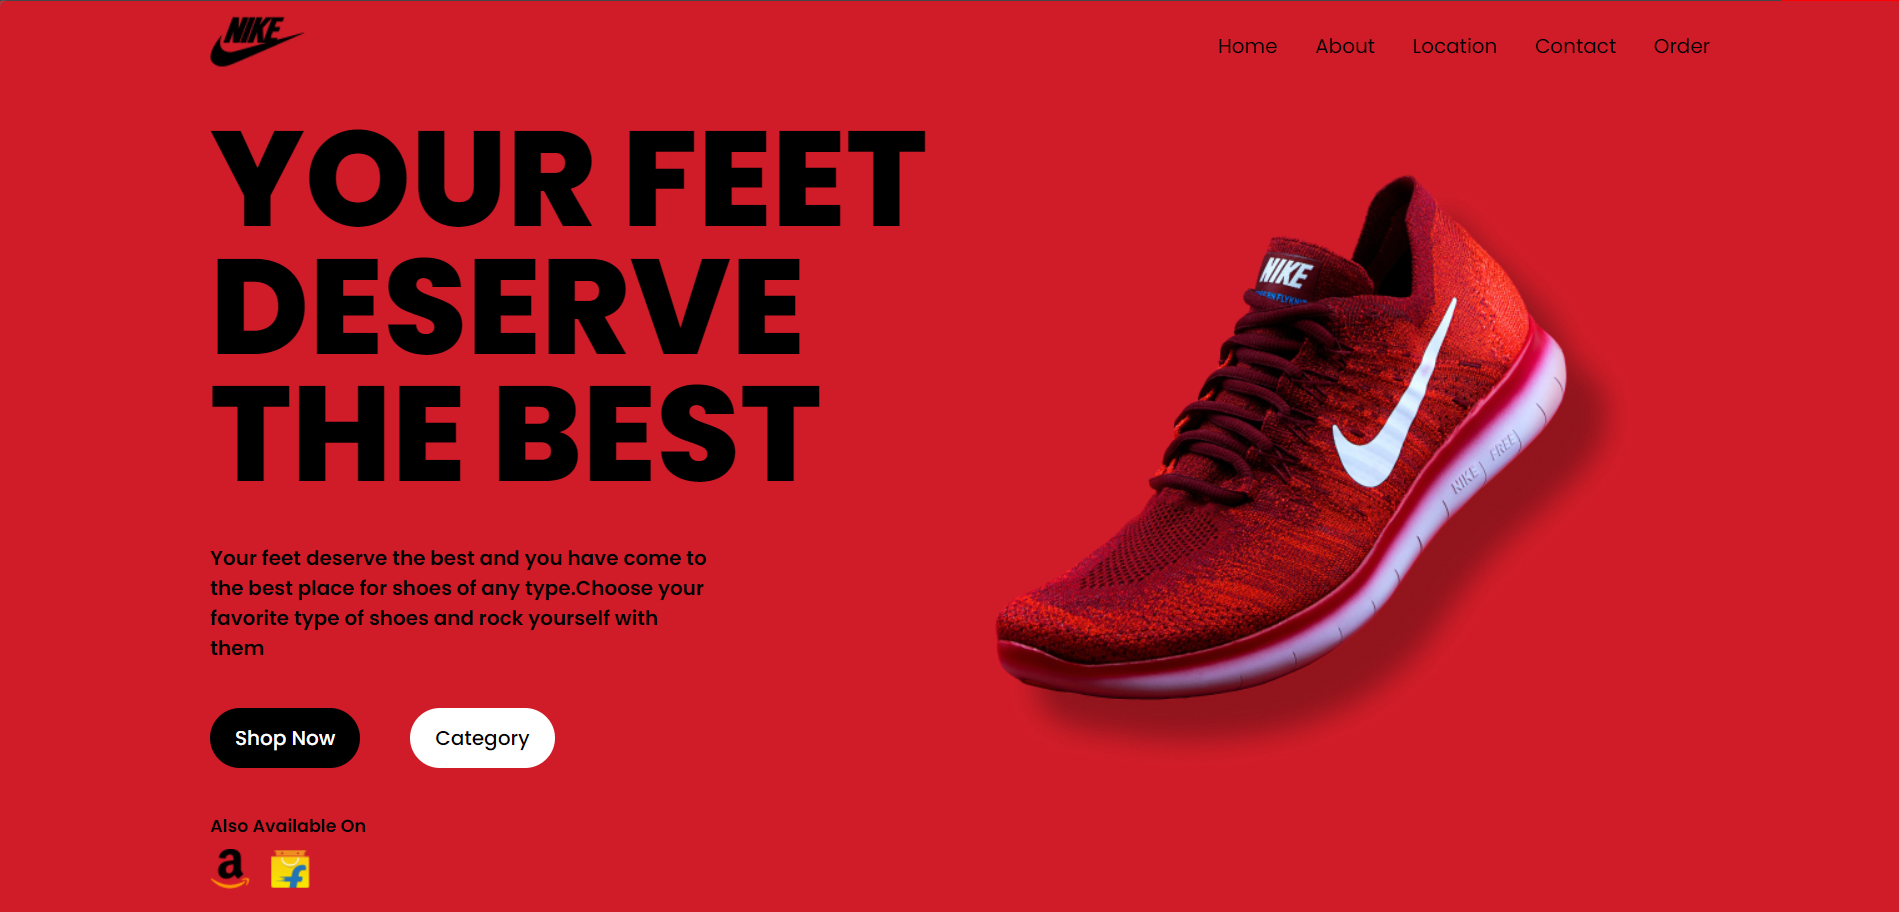 NIKE
Home About Location Contact Order
YOUR FEET
DESERVE
THE BEST
NIKE
FLYKNIT
NIKE FREE
Your feet deserve the best and you have come to
the best place for shoes of any type.Choose your
favorite type of shoes and rock yourself with
them
Shop Now Category
Also Available On
a
f